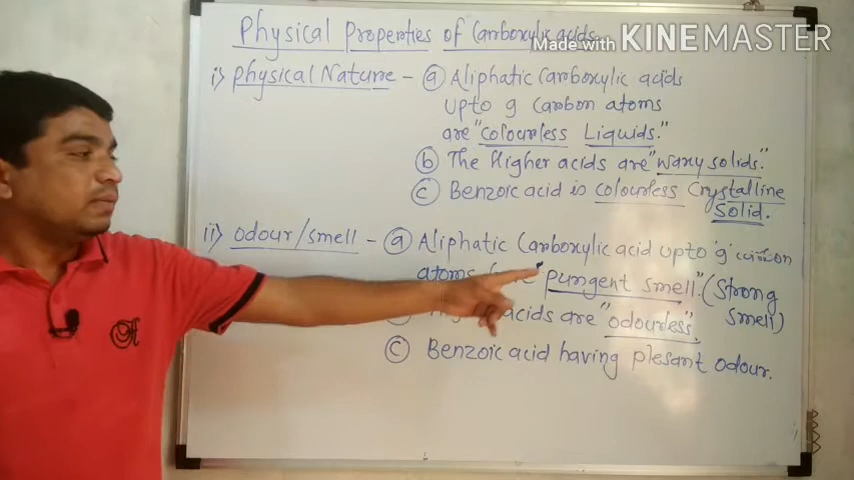 Physical Properties of Carboxylic acids
Made with KINEMASTER
i) Physical Nature - a Aliphatic Carboxylic acids
upto 9 Carbon atoms
are "colourless Liquids."
b The Higher acids are "waxy solids."
c Benzoic acid is colourless Crystalline
Solid.
ii) odour/smell - a Aliphatic Carboxylic acid upto '9' carbon
atoms pungent smell". (strong
smell)
acids are "odourless".
c Benzoic acid having plesant odour.